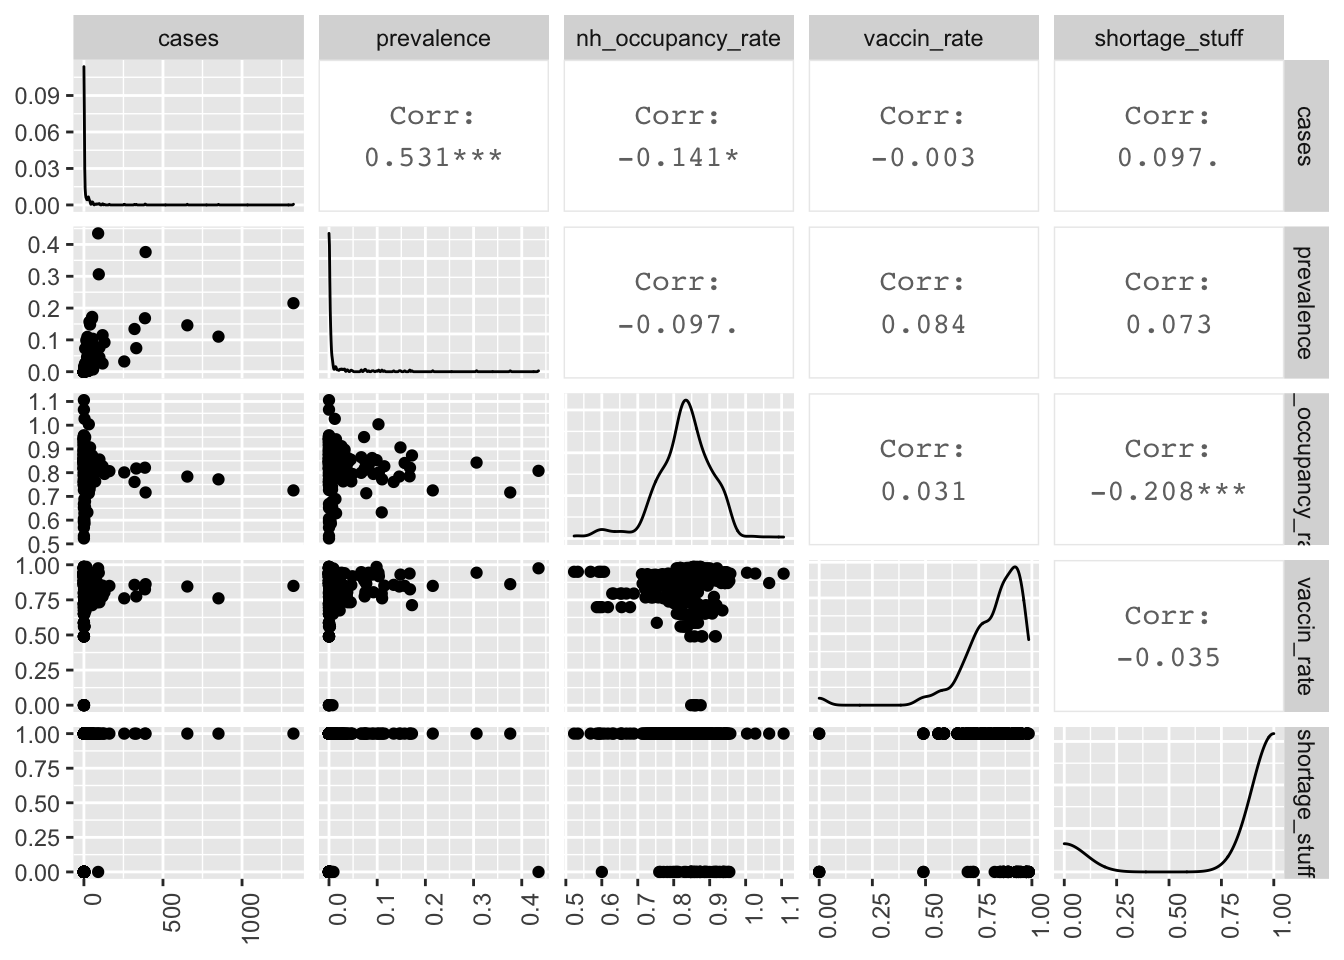 cases prevalence nh_occupancy_rate vaccin_rate shortage_stuff
0.09
0.06
0.03
0.00
Corr:
0.531***
Corr:
-0.141*
Corr:
-0.003
Corr:
0.097.
cases
0.4
0.3
0.2
0.1
0.0
Corr:
-0.097.
Corr:
0.084
Corr:
0.073
prevalence
1.1
1.0
0.9
0.8
0.7
0.6
0.5
Corr:
0.031
Corr:
-0.208***
_occupancy_ra
1.00
0.75
0.50
0.25
0.00
Corr:
-0.035
vaccin_rate
1.00
0.75
0.50
0.25
0.00
shortage_stuff
0 500 1000
0.0 0.1 0.2 0.3 0.4
0.5 0.6 0.7 0.8 0.9 1.0 1.1
0.00 0.25 0.50 0.75 1.00
0.00 0.25 0.50 0.75 1.00